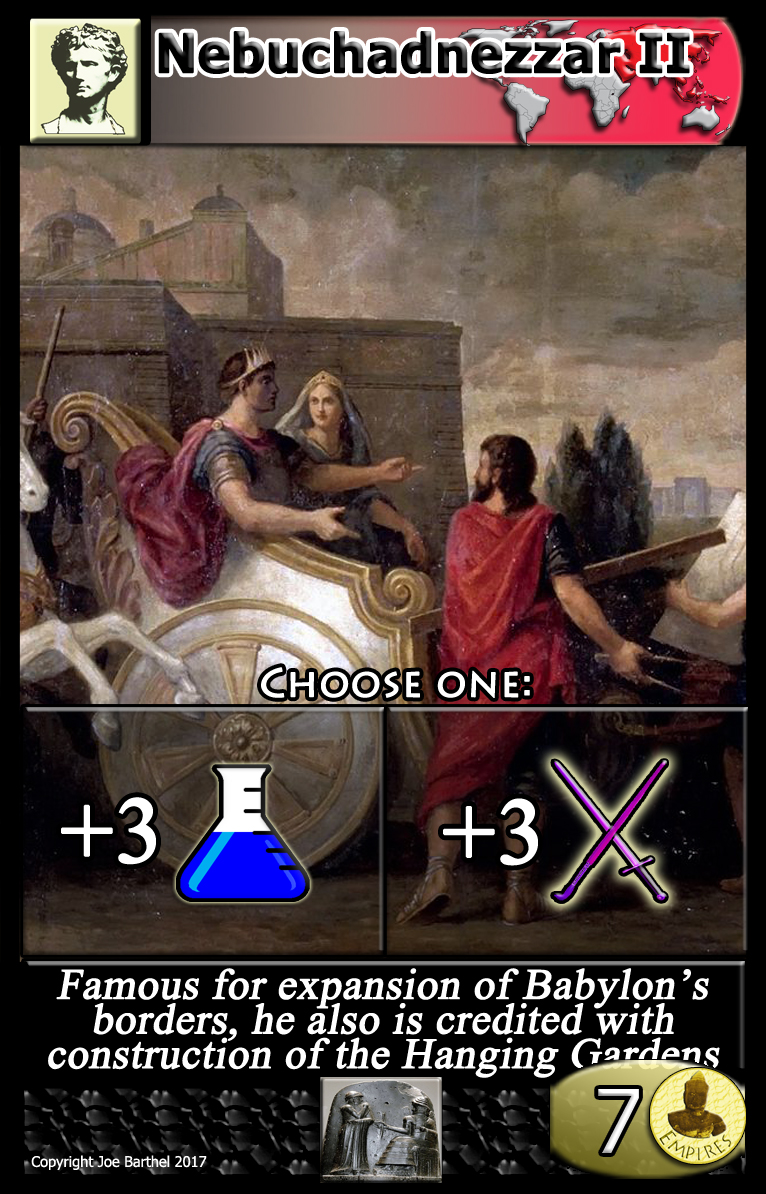 Nebuchadnezzar II
CHOOSE ONE:
+3
+3
Famous for expansion of Babylon's
borders, he also is credited with
construction of the Hanging Gardens
7
EMPIRES
Copyright Joe Barthel 2017